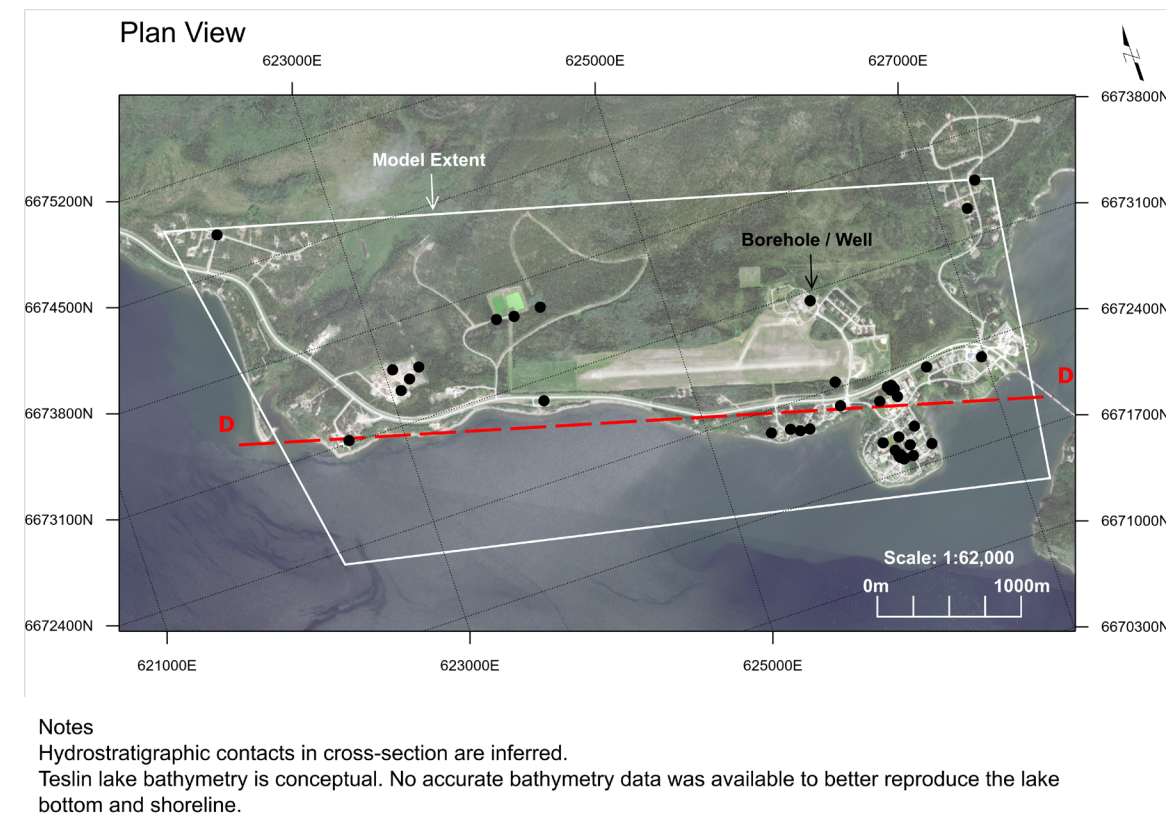 Plan View
623000E 625000E 627000E
6673800N
Model Extent
6675200N 6673100N
Borehole / Well
6674500N 6672400N
D
6673800N D 6671700N
6673100N 6671000N
Scale: 1:62,000
0m 1000m
6672400N 6670300N
621000E 623000E 625000E
Notes
Hydrostratigraphic contacts in cross-section are inferred.
Teslin lake bathymetry is conceptual. No accurate bathymetry data was available to better reproduce the lake
bottom and shoreline.